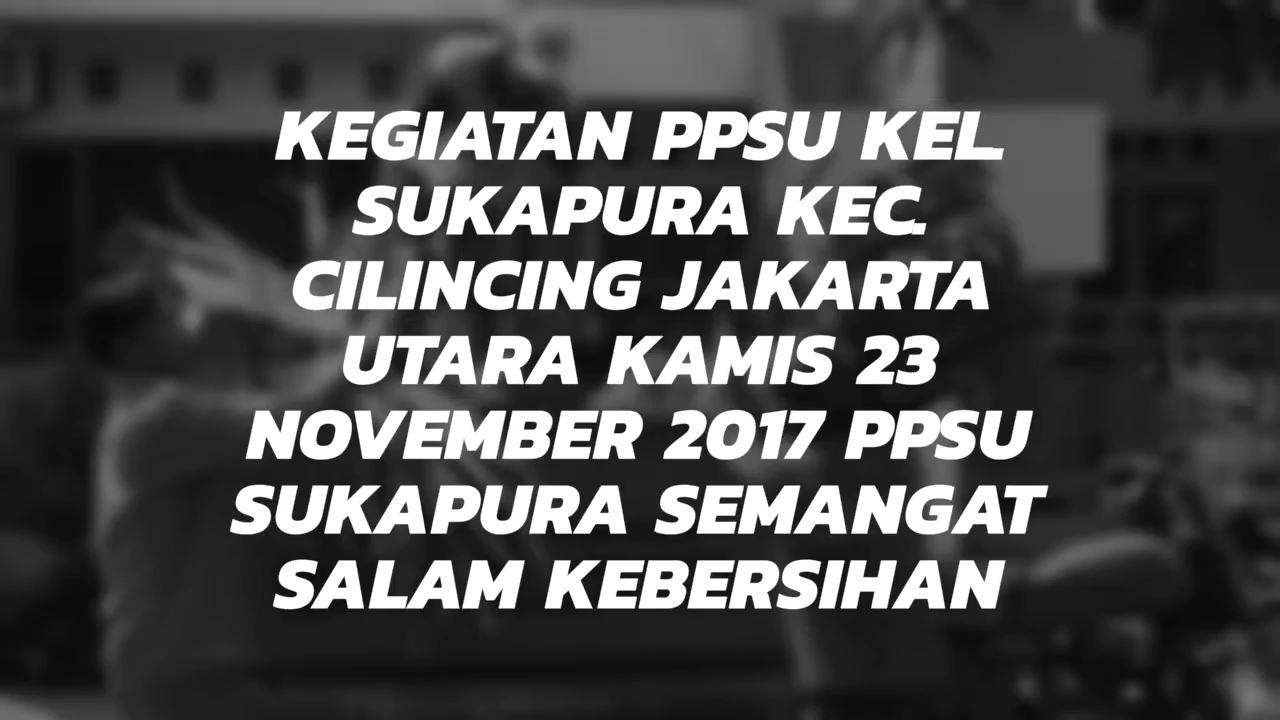 KEGIATAN PPSU KEL.
SUKAPURA KEC.
CILINCING JAKARTA
UTARA KAMIS 23
NOVEMBER 2017 PPSU
SUKAPURA SEMANGAT
SALAM KEBERSIHAN